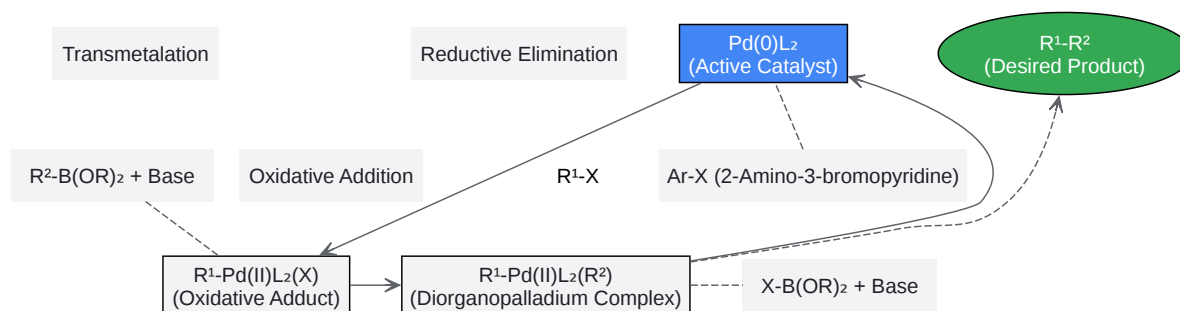 Transmetalation
Reductive Elimination
Pd(0)L₂
(Active Catalyst)
R¹-R²
(Desired Product)
R²-B(OR)₂ + Base
Oxidative Addition
R¹-X
Ar-X (2-Amino-3-bromopyridine)
R¹-Pd(II)L₂(X)
(Oxidative Adduct)
R¹-Pd(II)L₂(R²)
(Diorganopalladium Complex)
X-B(OR)₂ + Base